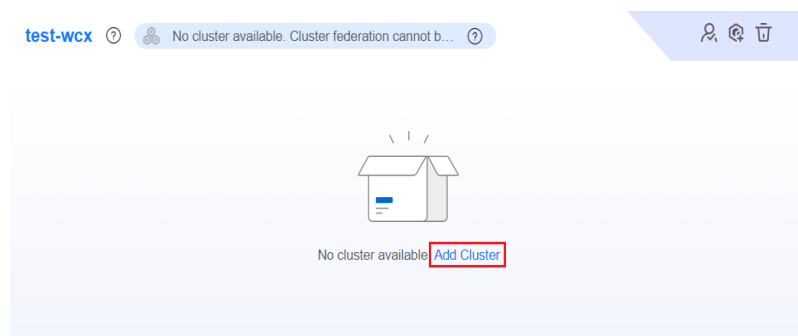 test-wcx ? No cluster available. Cluster federation cannot b... ?
No cluster available Add Cluster